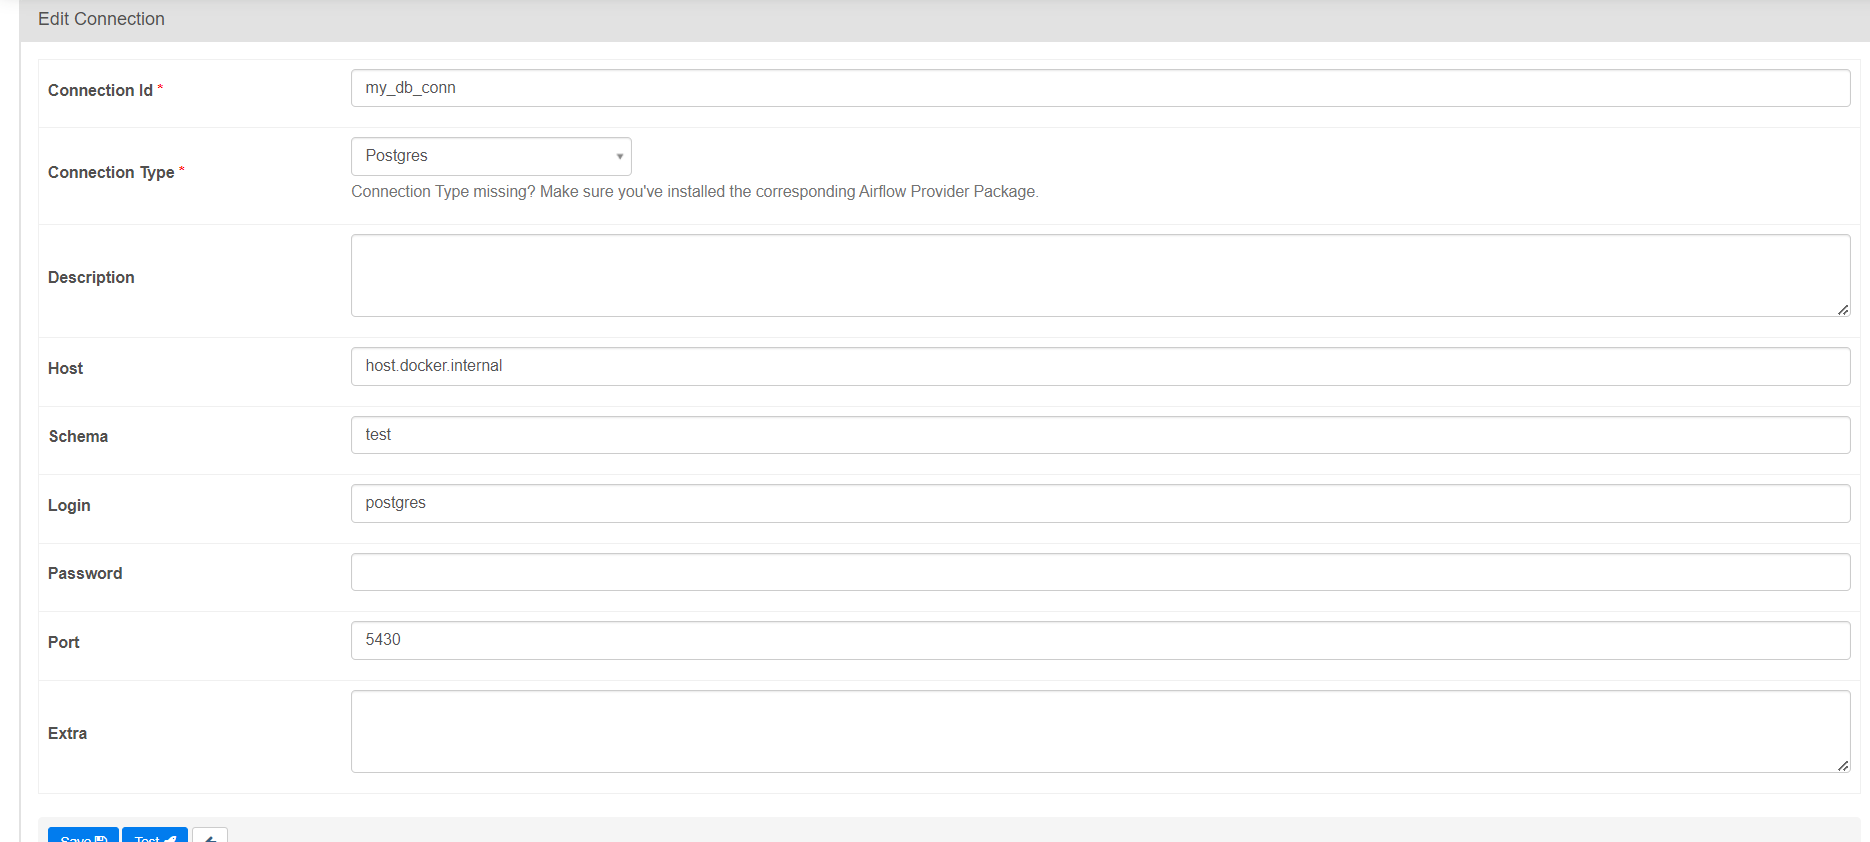 Edit Connection
Connection Id *
my_db_conn
Connection Type *
Postgres
Connection Type missing? Make sure you've installed the corresponding Airflow Provider Package.
Description
Host
host.docker.internal
Schema
test
Login
postgres
Password
Port
5430
Extra
Save
Test